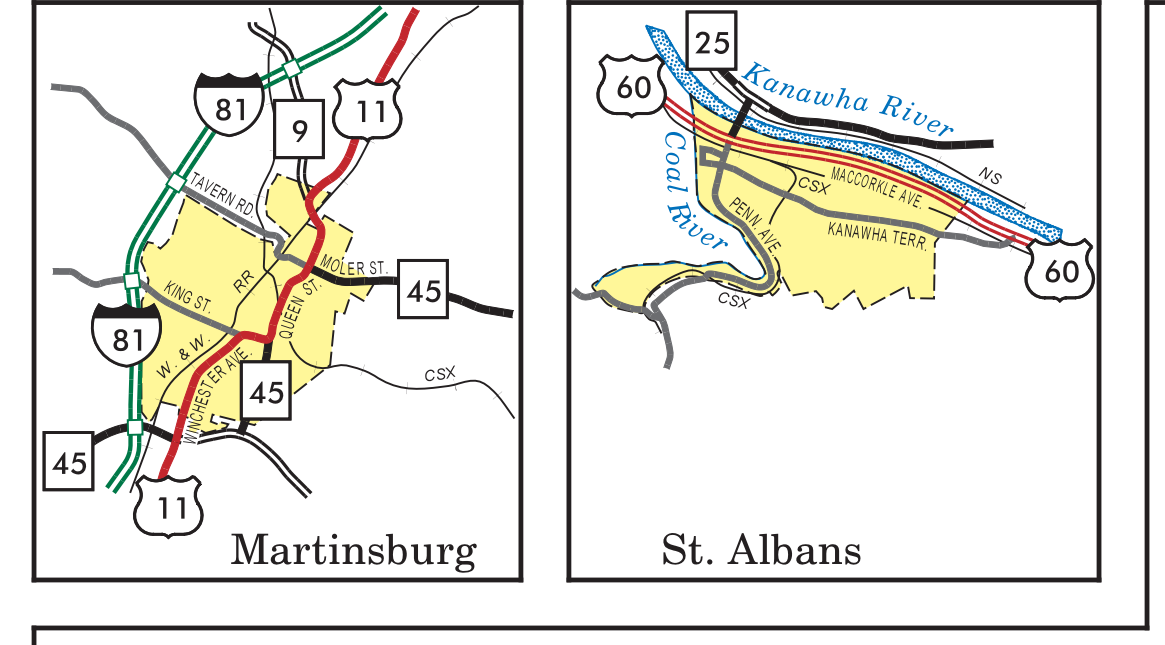 81
9
11
TAVERN RD.
MOLER ST.
45
RR
KING ST.
QUEEN ST.
81
W. & W.
WINCHESTER AVE.
45
CSX
45
11
Martinsburg
25
60
Kanawha River
Coal River
NS
CSX
MACCORKLE AVE.
PENN AVE
KANAWHA TERR.
60
CSX
St. Albans